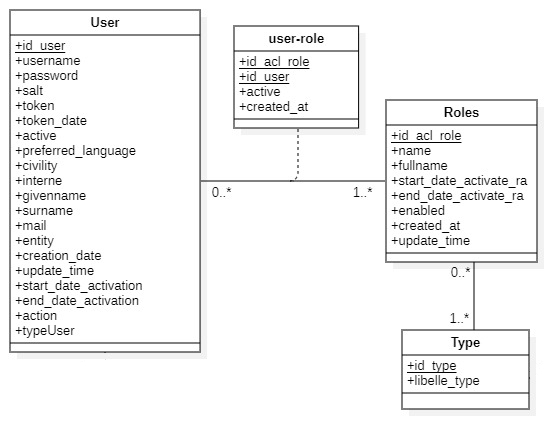 User
+id_user
+username
+password
+salt
+token
+token_date
+active
+preferred_language
+civility
+interne
+givenname
+surname
+mail
+entity
+creation_date
+update_time
+start_date_activation
+end_date_activation
+action
+typeUser
user-role
+id_acl_role
+id_user
+active
+created_at
0..*
1..*
Roles
+id_acl_role
+name
+fullname
+start_date_activate_ra
+end_date_activate_ra
+enabled
+created_at
+update_time
0..*
1..*
Type
+id_type
+libelle_type